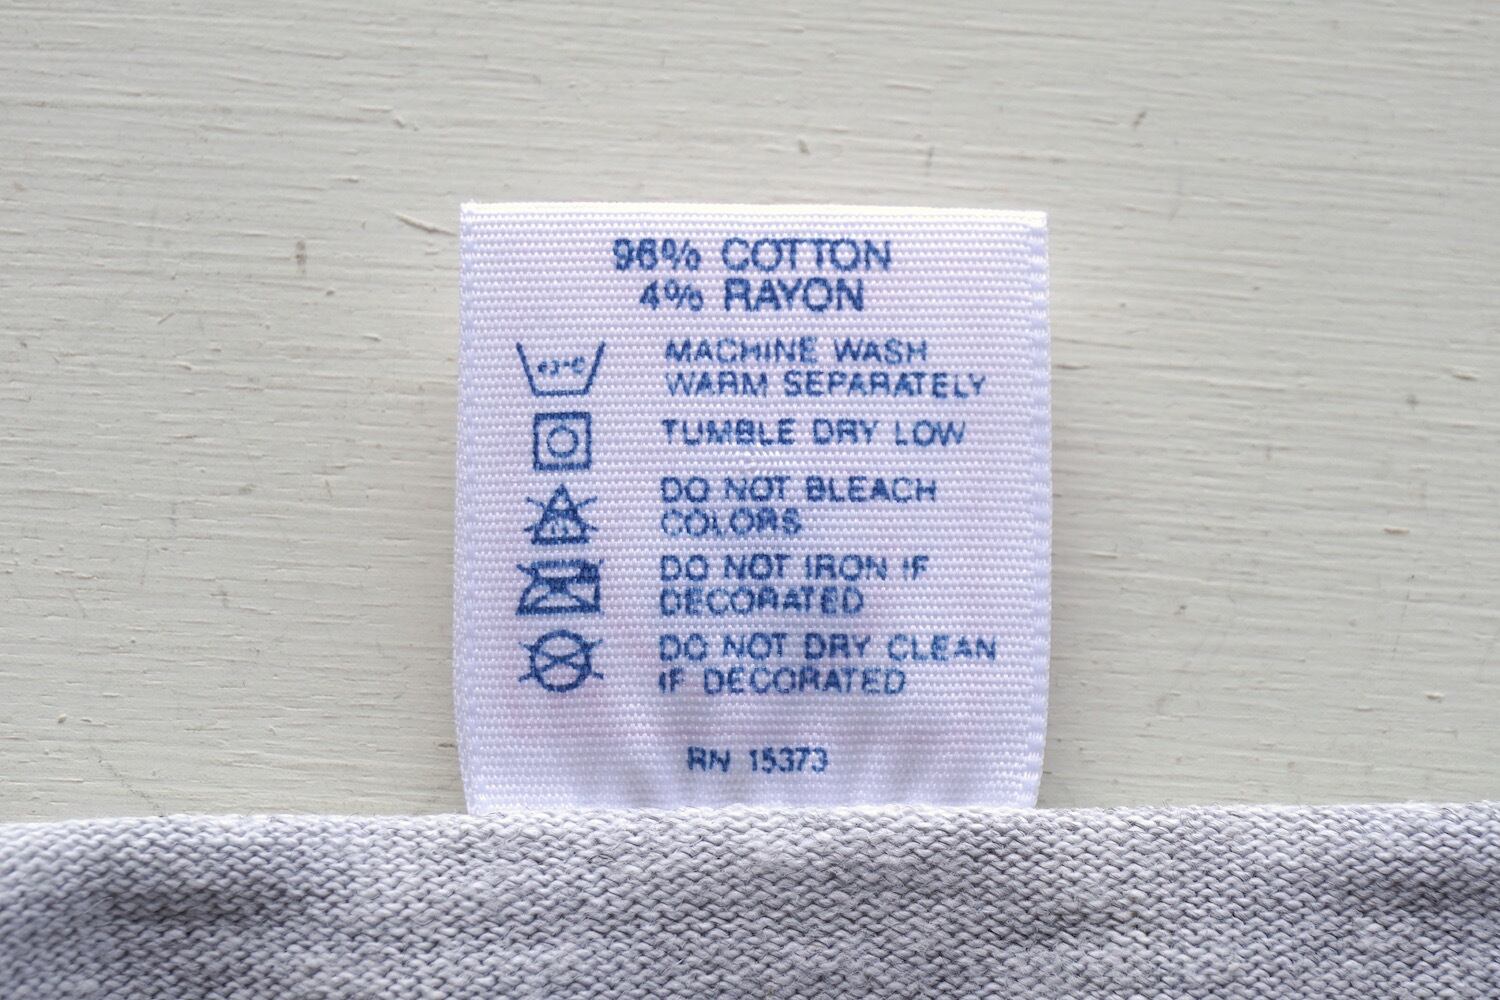 96% COTTON
4% RAYON
MACHINE WASH
WARM SEPARATELY
TUMBLE DRY LOW
DO NOT BLEACH
COLORS
DO NOT IRON IF
DECORATED
DO NOT DRY CLEAN
IF DECORATED
RN 15373